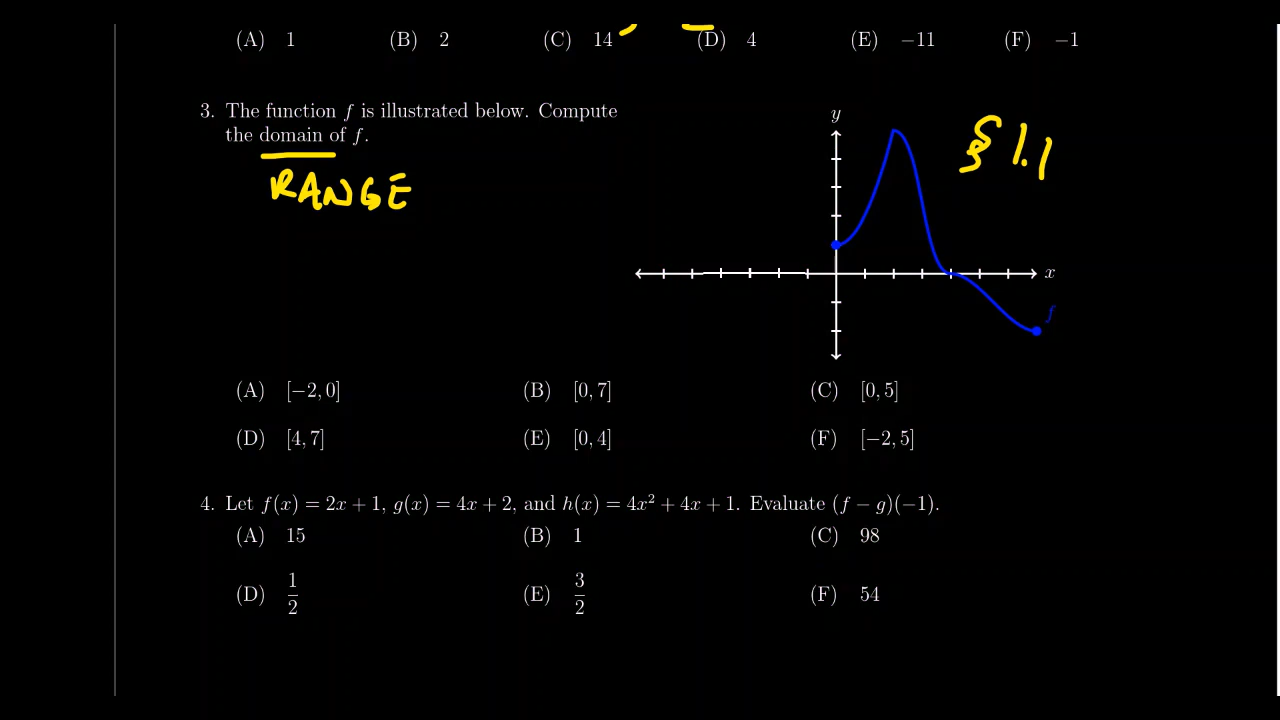 (A) 1 (B) 2 (C) 14 (D) 4 (E) −11 (F) −1
3. The function f is illustrated below. Compute
the domain of f.
RANGE
y
§ 1.1
x
f
(A) [−2, 0] (B) [0, 7] (C) [0, 5]
(D) [4, 7] (E) [0, 4] (F) [−2, 5]
4. Let f(x) = 2x + 1, g(x) = 4x + 2, and h(x) = 4x² + 4x + 1. Evaluate (f − g)(−1).
(A) 15 (B) 1 (C) 98
(D) 1/2 (E) 3/2 (F) 54